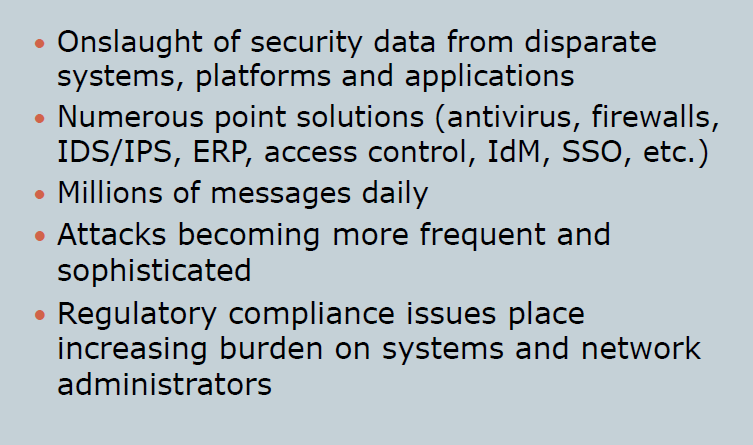 • Onslaught of security data from disparate
systems, platforms and applications
• Numerous point solutions (antivirus, firewalls,
IDS/IPS, ERP, access control, IdM, SSO, etc.)
• Millions of messages daily
• Attacks becoming more frequent and
sophisticated
• Regulatory compliance issues place
increasing burden on systems and network
administrators